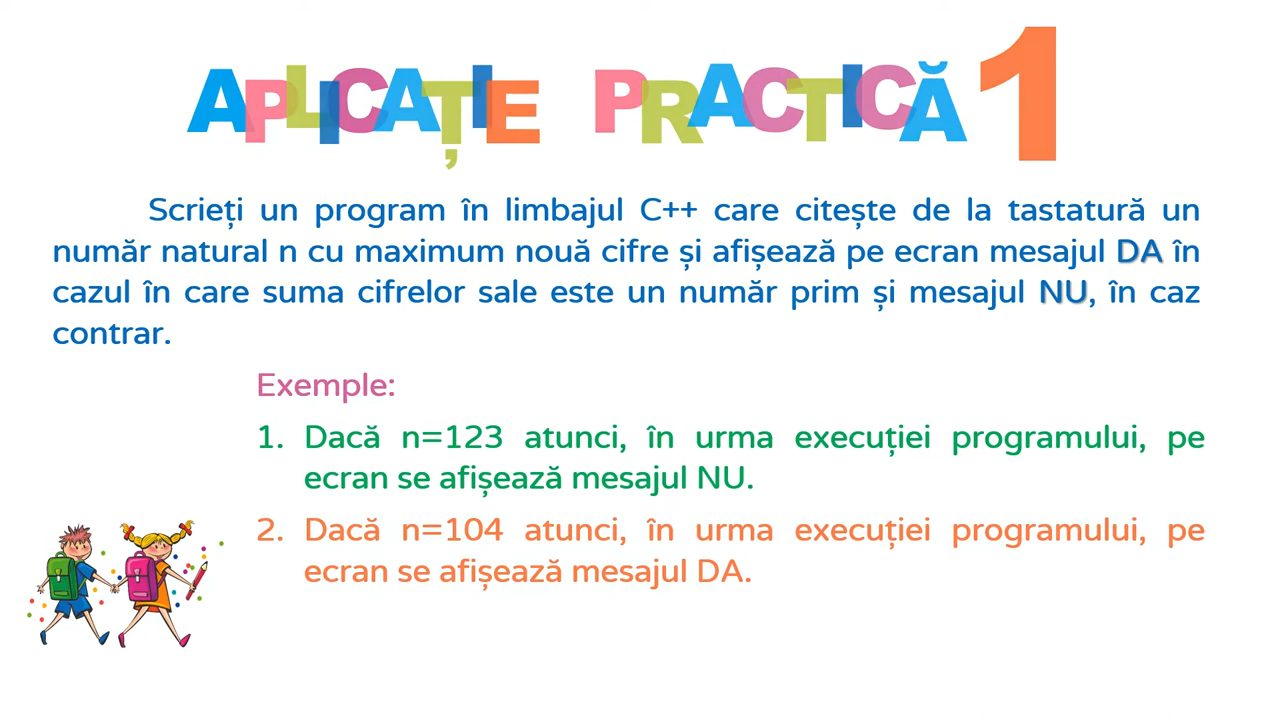 APLICAȚIE PRACTICĂ 1
Scrieți un program în limbajul C++ care citește de la tastatură un
număr natural n cu maximum nouă cifre și afișează pe ecran mesajul DA în
cazul în care suma cifrelor sale este un număr prim și mesajul NU, în caz
contrar.
Exemple:
1. Dacă n=123 atunci, în urma execuției programului, pe
ecran se afișează mesajul NU.
2. Dacă n=104 atunci, în urma execuției programului, pe
ecran se afișează mesajul DA.